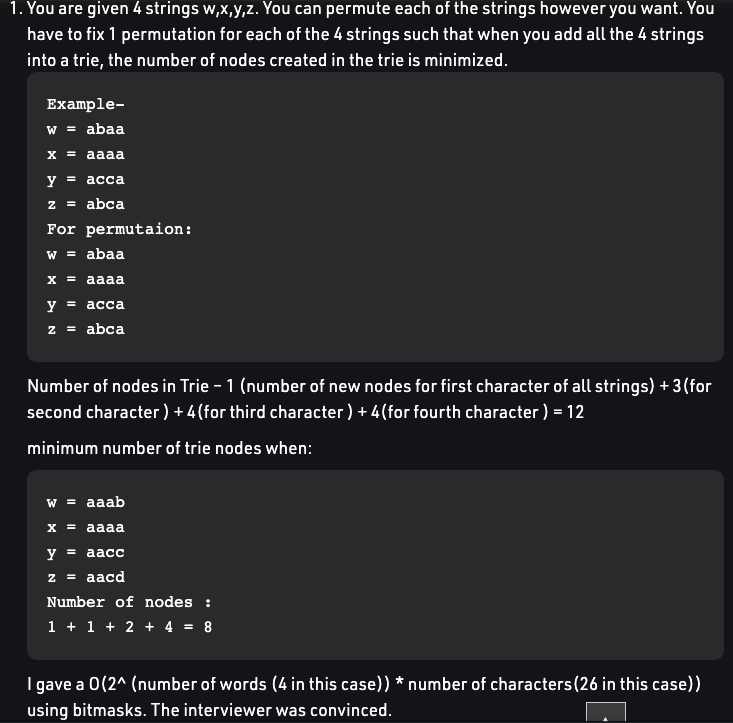 1. You are given 4 strings w,x,y,z. You can permute each of the strings however you want. You
have to fix 1 permutation for each of the 4 strings such that when you add all the 4 strings
into a trie, the number of nodes created in the trie is minimized.
Example-
w = abaa
x = aaaa
y = acca
z = abca
For permutaion:
w = abaa
x = aaaa
y = acca
z = abca
Number of nodes in Trie - 1 (number of new nodes for first character of all strings) + 3(for
second character ) + 4(for third character ) + 4(for fourth character ) = 12
minimum number of trie nodes when:
w = aaab
x = aaaa
y = aacc
z = aacd
Number of nodes :
1 + 1 + 2 + 4 = 8
I gave a O(2^ (number of words (4 in this case)) * number of characters(26 in this case))
using bitmasks. The interviewer was convinced.